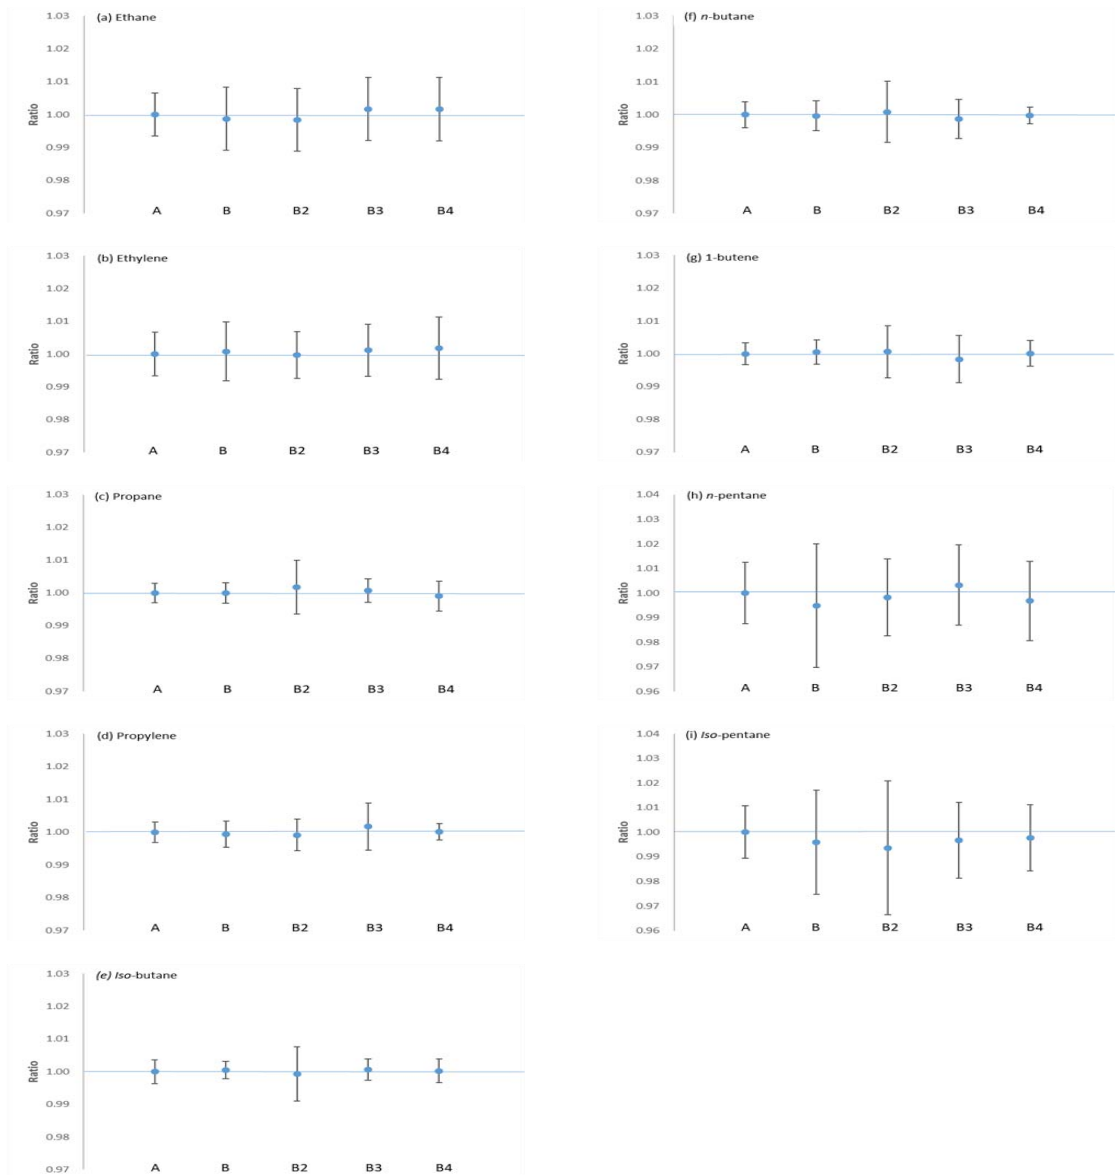 (a) Ethane
1.03
1.02
1.01
1.00
0.99
0.98
0.97
Ratio
A B B2 B3 B4
(b) Ethylene
1.03
1.02
1.01
1.00
0.99
0.98
0.97
Ratio
A B B2 B3 B4
(c) Propane
1.03
1.02
1.01
1.00
0.99
0.98
0.97
Ratio
A B B2 B3 B4
(d) Propylene
1.03
1.02
1.01
1.00
0.99
0.98
0.97
Ratio
A B B2 B3 B4
(e) Iso-butane
1.03
1.02
1.01
1.00
0.99
0.98
0.97
Ratio
A B B2 B3 B4
(f) n-butane
1.03
1.02
1.01
1.00
0.99
0.98
0.97
Ratio
A B B2 B3 B4
(g) 1-butene
1.03
1.02
1.01
1.00
0.99
0.98
0.97
Ratio
A B B2 B3 B4
(h) n-pentane
1.04
1.03
1.02
1.01
1.00
0.99
0.98
0.97
0.96
Ratio
A B B2 B3 B4
(i) Iso-pentane
1.04
1.03
1.02
1.01
1.00
0.99
0.98
0.97
0.96
Ratio
A B B2 B3 B4